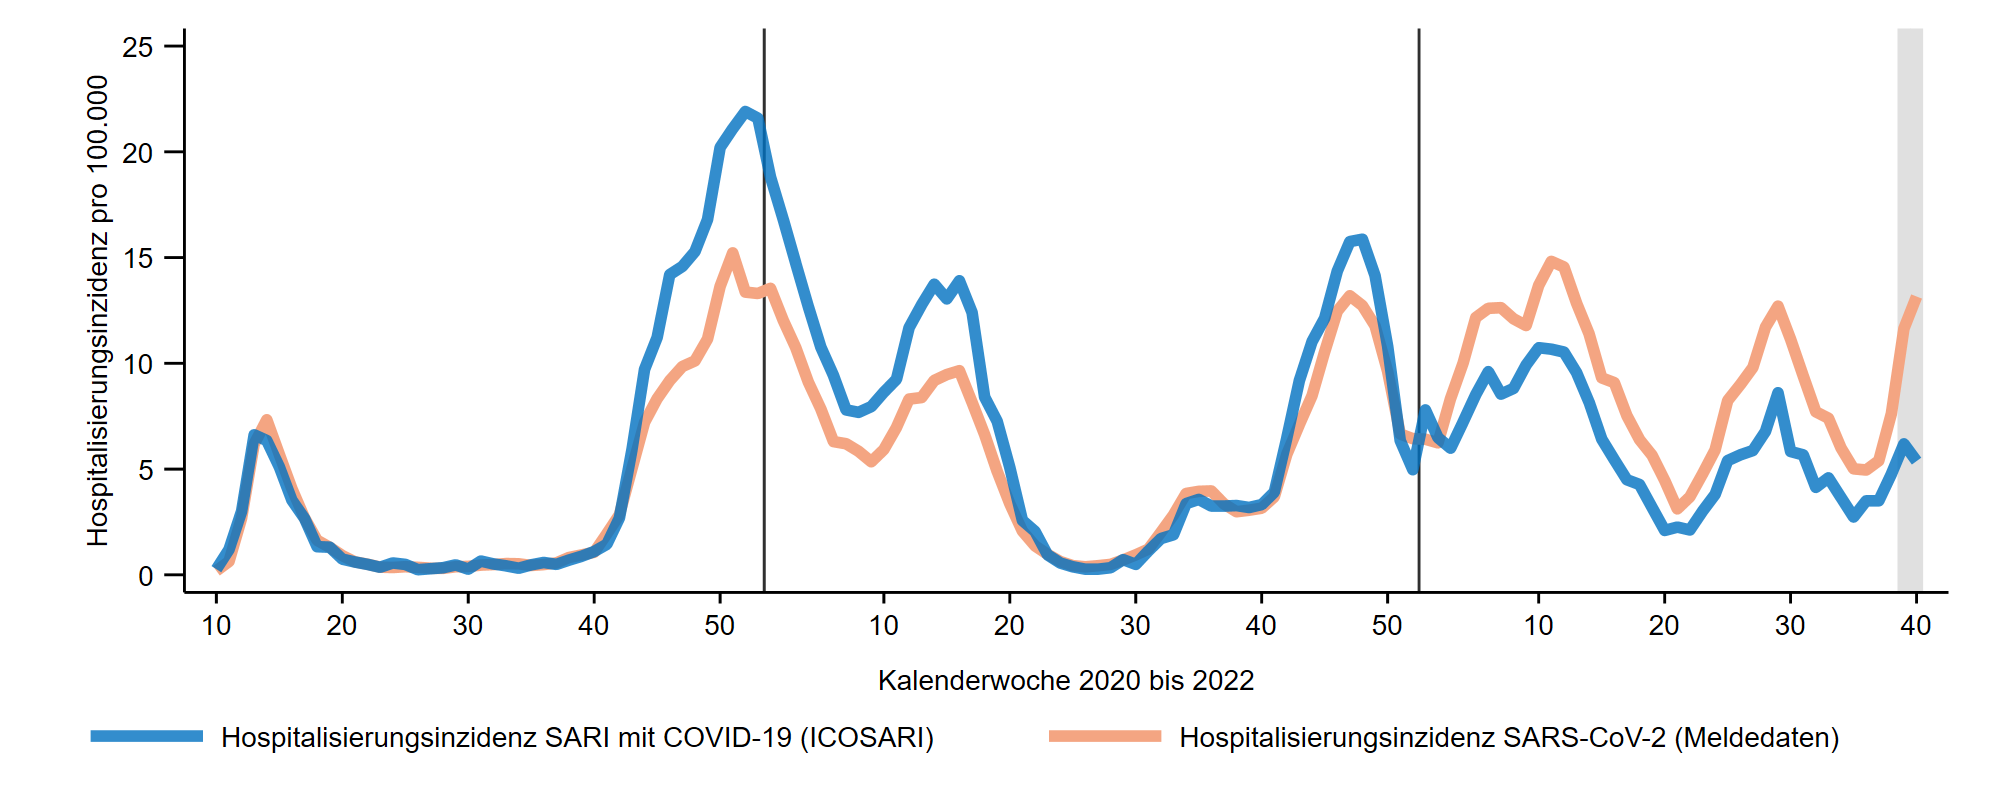 Hospitalisierungsinzidenz pro 100.000
25
20
15
10
5
0
10 20 30 40 50 10 20 30 40 50 10 20 30 40
Kalenderwoche 2020 bis 2022
Hospitalisierungsinzidenz SARI mit COVID-19 (ICOSARI) Hospitalisierungsinzidenz SARS-CoV-2 (Meldedaten)